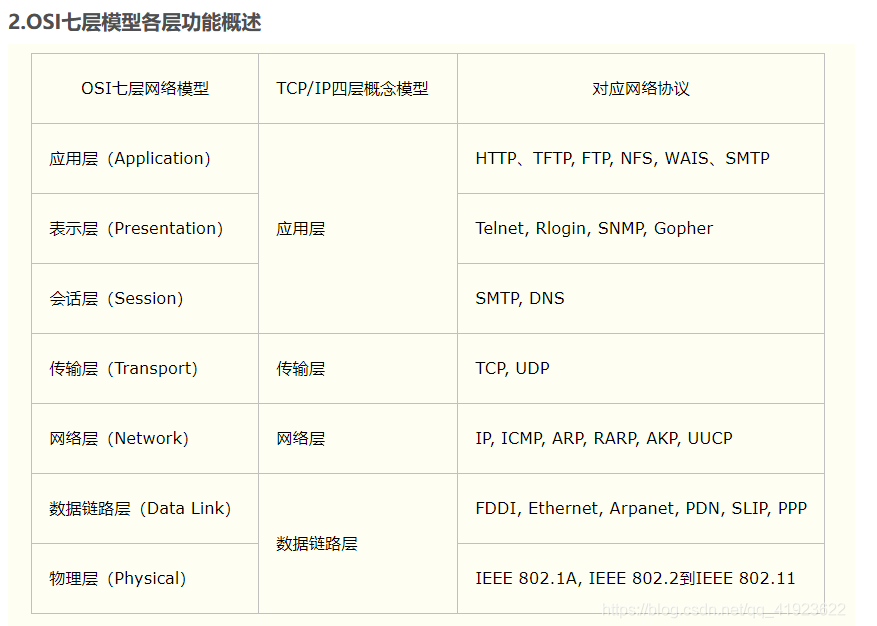 2.OSI七层模型各层功能概述
OSI七层网络模型 TCP/IP四层概念模型 对应网络协议
应用层（Application） HTTP、TFTP, FTP, NFS, WAIS、SMTP
表示层（Presentation） 应用层 Telnet, Rlogin, SNMP, Gopher
会话层（Session） SMTP, DNS
传输层（Transport） 传输层 TCP, UDP
网络层（Network） 网络层 IP, ICMP, ARP, RARP, AKP, UUCP
数据链路层（Data Link） FDDI, Ethernet, Arpanet, PDN, SLIP, PPP
数据链路层
物理层（Physical） IEEE 802.1A, IEEE 802.2到IEEE 802.11
https://blog.csdn.net/qq_41923622